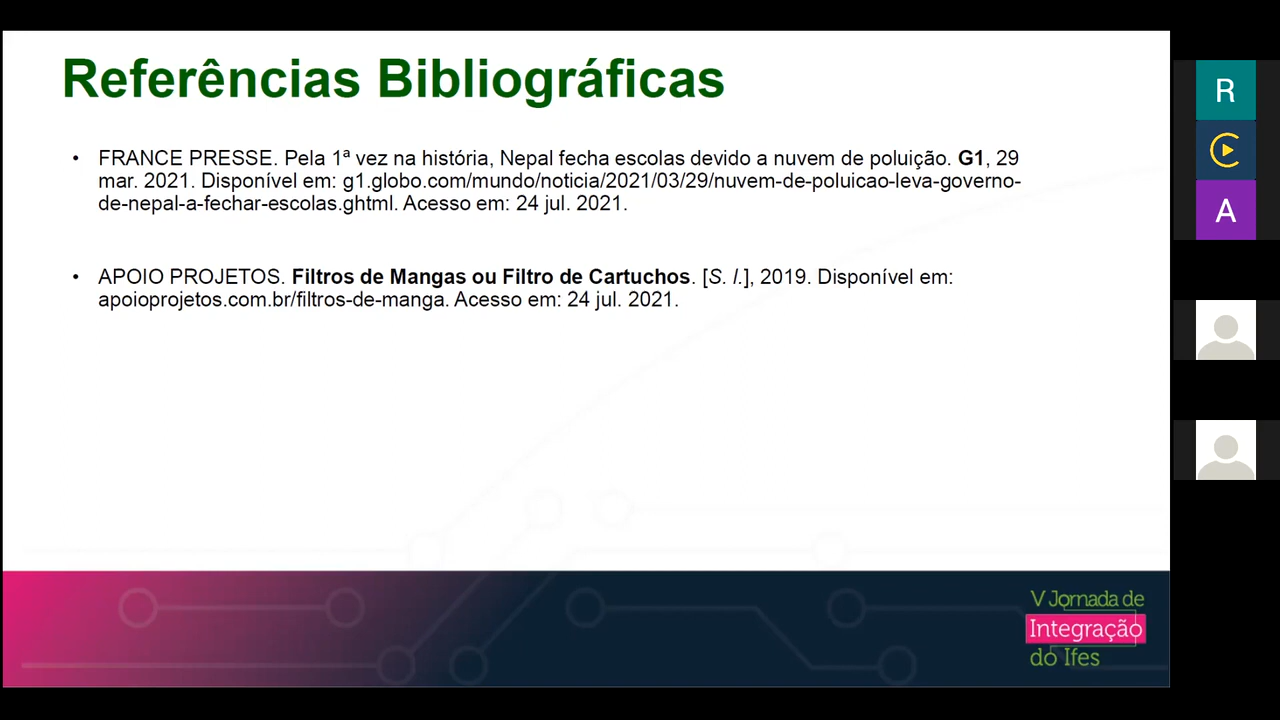 Referências Bibliográficas
• FRANCE PRESSE. Pela 1ª vez na história, Nepal fecha escolas devido a nuvem de poluição. G1, 29
mar. 2021. Disponível em: g1.globo.com/mundo/noticia/2021/03/29/nuvem-de-poluicao-leva-governo-
de-nepal-a-fechar-escolas.ghtml. Acesso em: 24 jul. 2021.
• APOIO PROJETOS. Filtros de Mangas ou Filtro de Cartuchos. [S. l.], 2019. Disponível em:
apoioprojetos.com.br/filtros-de-manga. Acesso em: 24 jul. 2021.
V Jornada de
Integração
do Ifes
R
C
A